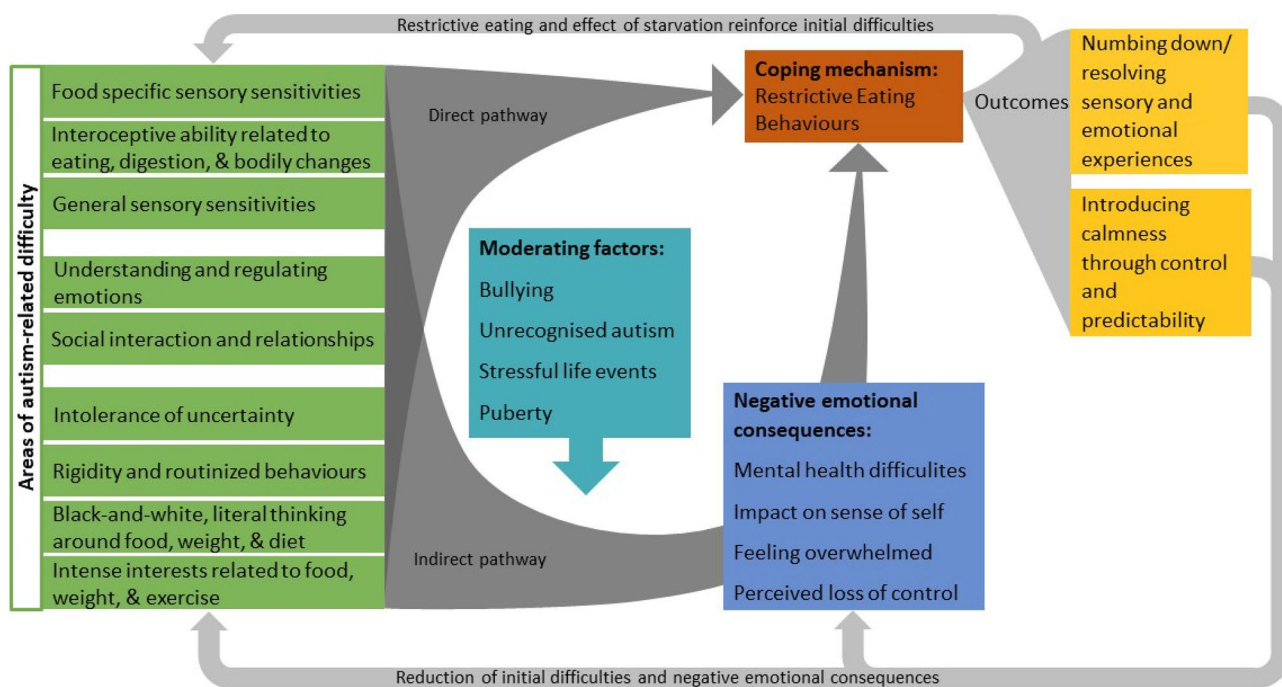 Restrictive eating and effect of starvation reinforce initial difficulties
Areas of autism-related difficulty
Food specific sensory sensitivities
Interoceptive ability related to
eating, digestion, & bodily changes
General sensory sensitivities
Understanding and regulating
emotions
Social interaction and relationships
Intolerance of uncertainty
Rigidity and routinized behaviours
Black-and-white, literal thinking
around food, weight, & diet
Intense interests related to food,
weight, & exercise
Direct pathway
Indirect pathway
Moderating factors:
Bullying
Unrecognised autism
Stressful life events
Puberty
Coping mechanism:
Restrictive Eating
Behaviours
Negative emotional
consequences:
Mental health difficulites
Impact on sense of self
Feeling overwhelmed
Perceived loss of control
Outcomes
Numbing down/
resolving
sensory and
emotional
experiences
Introducing
calmness
through control
and
predictability
Reduction of initial difficulties and negative emotional consequences